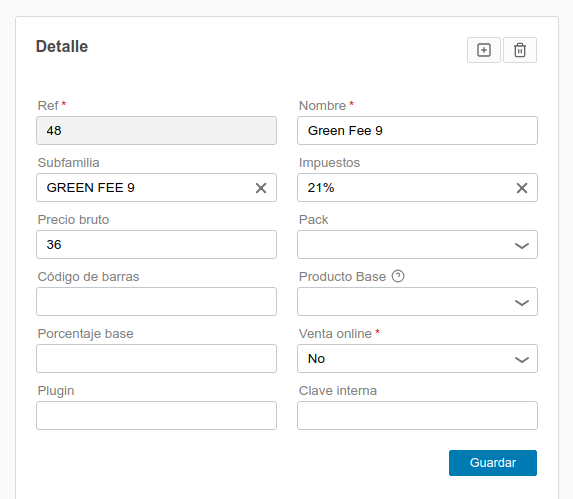 Detalle
Ref * Nombre *
48 Green Fee 9
Subfamilia Impuestos
GREEN FEE 9 21%
Precio bruto Pack
36
Código de barras Producto Base ?
Porcentaje base Venta online *
No
Plugin Clave interna
Guardar